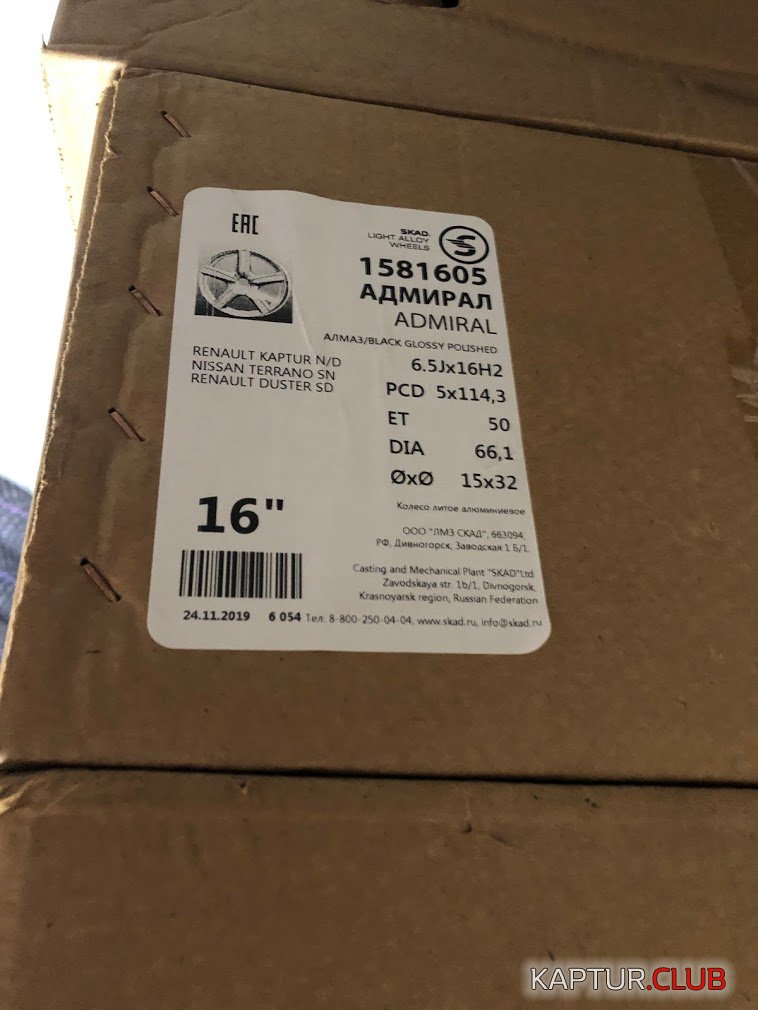 EAC
SKAD
LIGHT ALLOY
WHEELS
1581605
АДМИРАЛ
ADMIRAL
АЛМАЗ/BLACK GLOSSY POLISHED
RENAULT KAPTUR N/D
NISSAN TERRANO SN
RENAULT DUSTER SD
6.5Jx16H2
PCD 5x114,3
ET 50
DIA 66,1
ØxØ 15x32
16"
Колесо литое алюминиевое
ООО "ЛМЗ СКАД", 663094,
РФ, Дивногорск, Заводская 1 Б/1.
Casting and Mechanical Plant "SKAD"Ltd
Zavodskaya str. 1b/1, Divnogorsk,
Krasnoyarsk region, Russian Federation
24.11.2019 6 054 Тел: 8-800-250-04-04, www.skad.ru, info@skad.ru
KAPTUR.CLUB